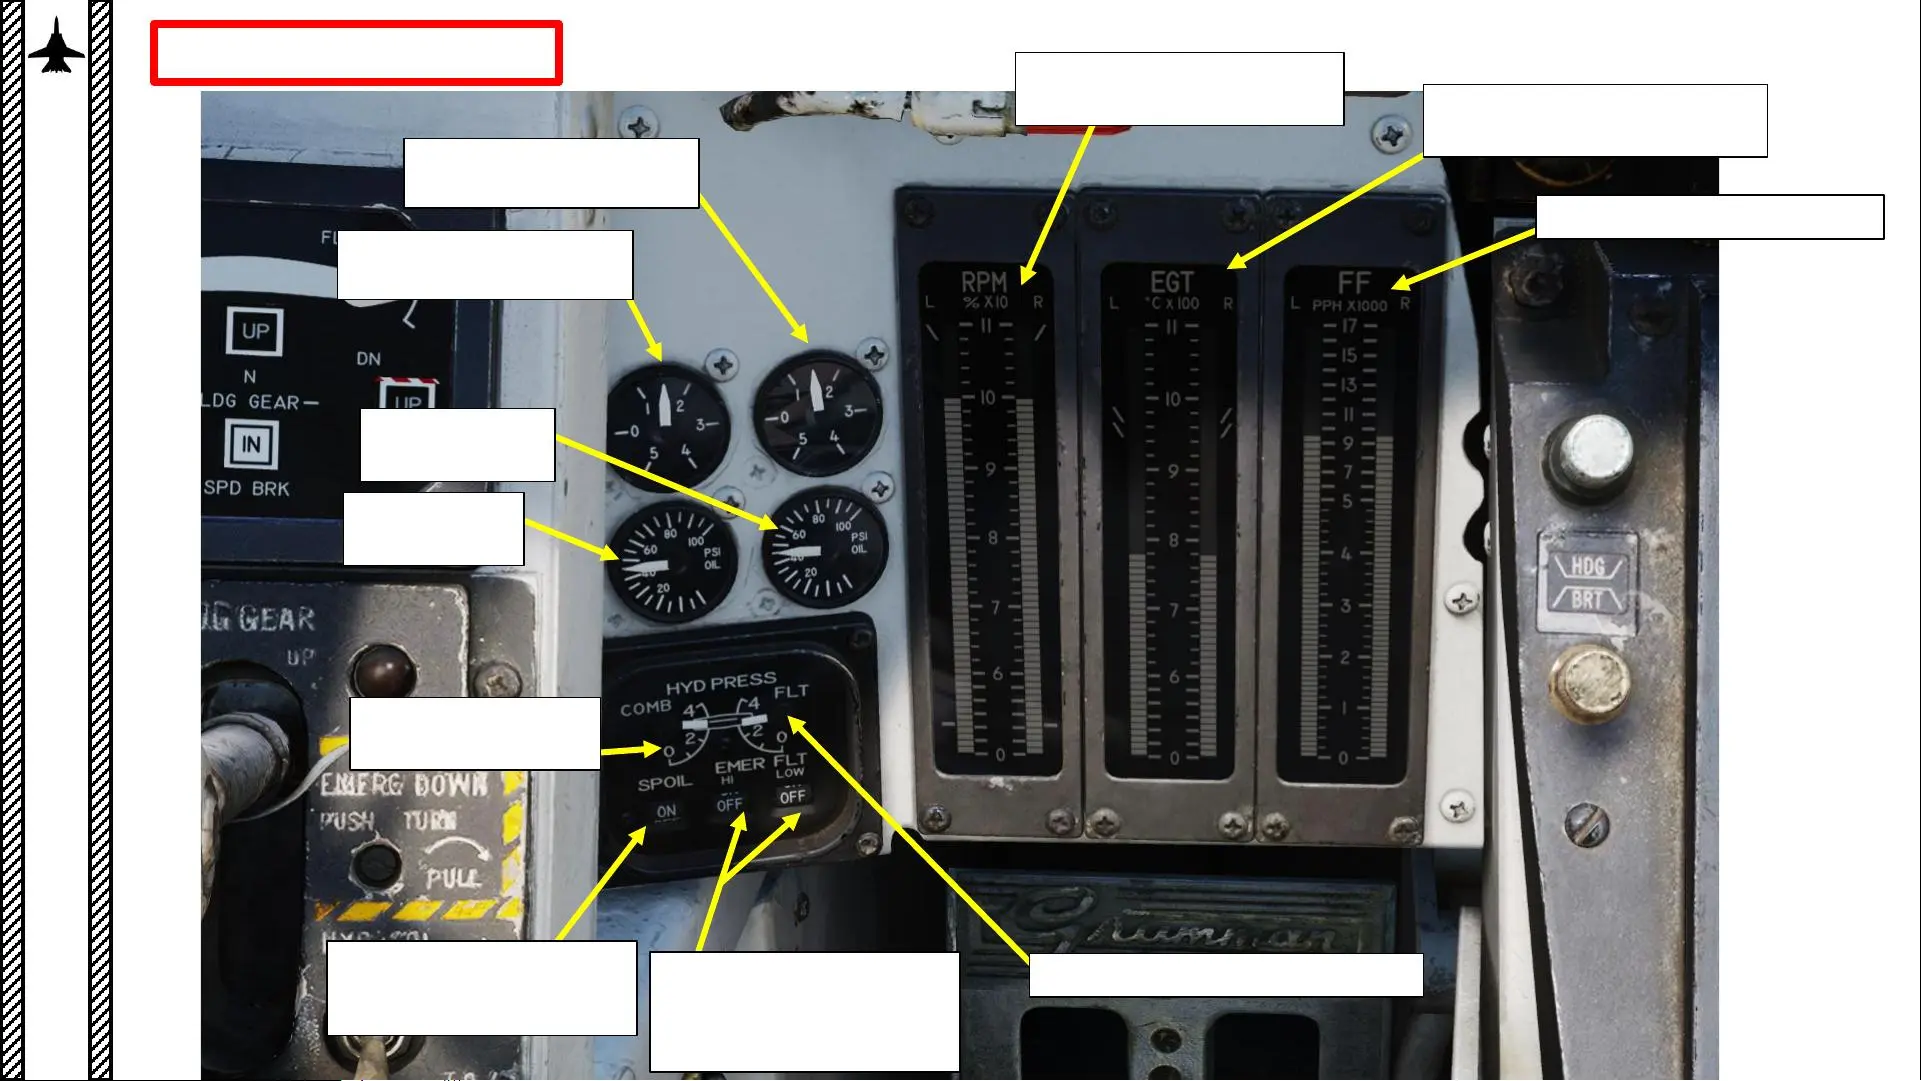 FL
UP
N
DN
LDG GEAR
UP
IN
SPD BRK
1 2
0 3
5 4
1 2
0 3
5 4
80
60 100
PSI
OIL
40
20
80
60 100
PSI
OIL
40
20
RPM
L % X10 R
11
10
9
8
7
6
0
EGT
L °C X 100 R
11
10
9
8
7
6
0
FF
L PPH X1000 R
17
15
13
11
9
7
5
4
3
2
1
0
HDG
BRT
GEAR
UP
EMERG DOWN
PUSH TURN
PULL
HYD PRESS
COMB FLT
4 4
2 2
0 0
SPOIL EMER FLT
HI LOW
ON OFF OFF
Grumman